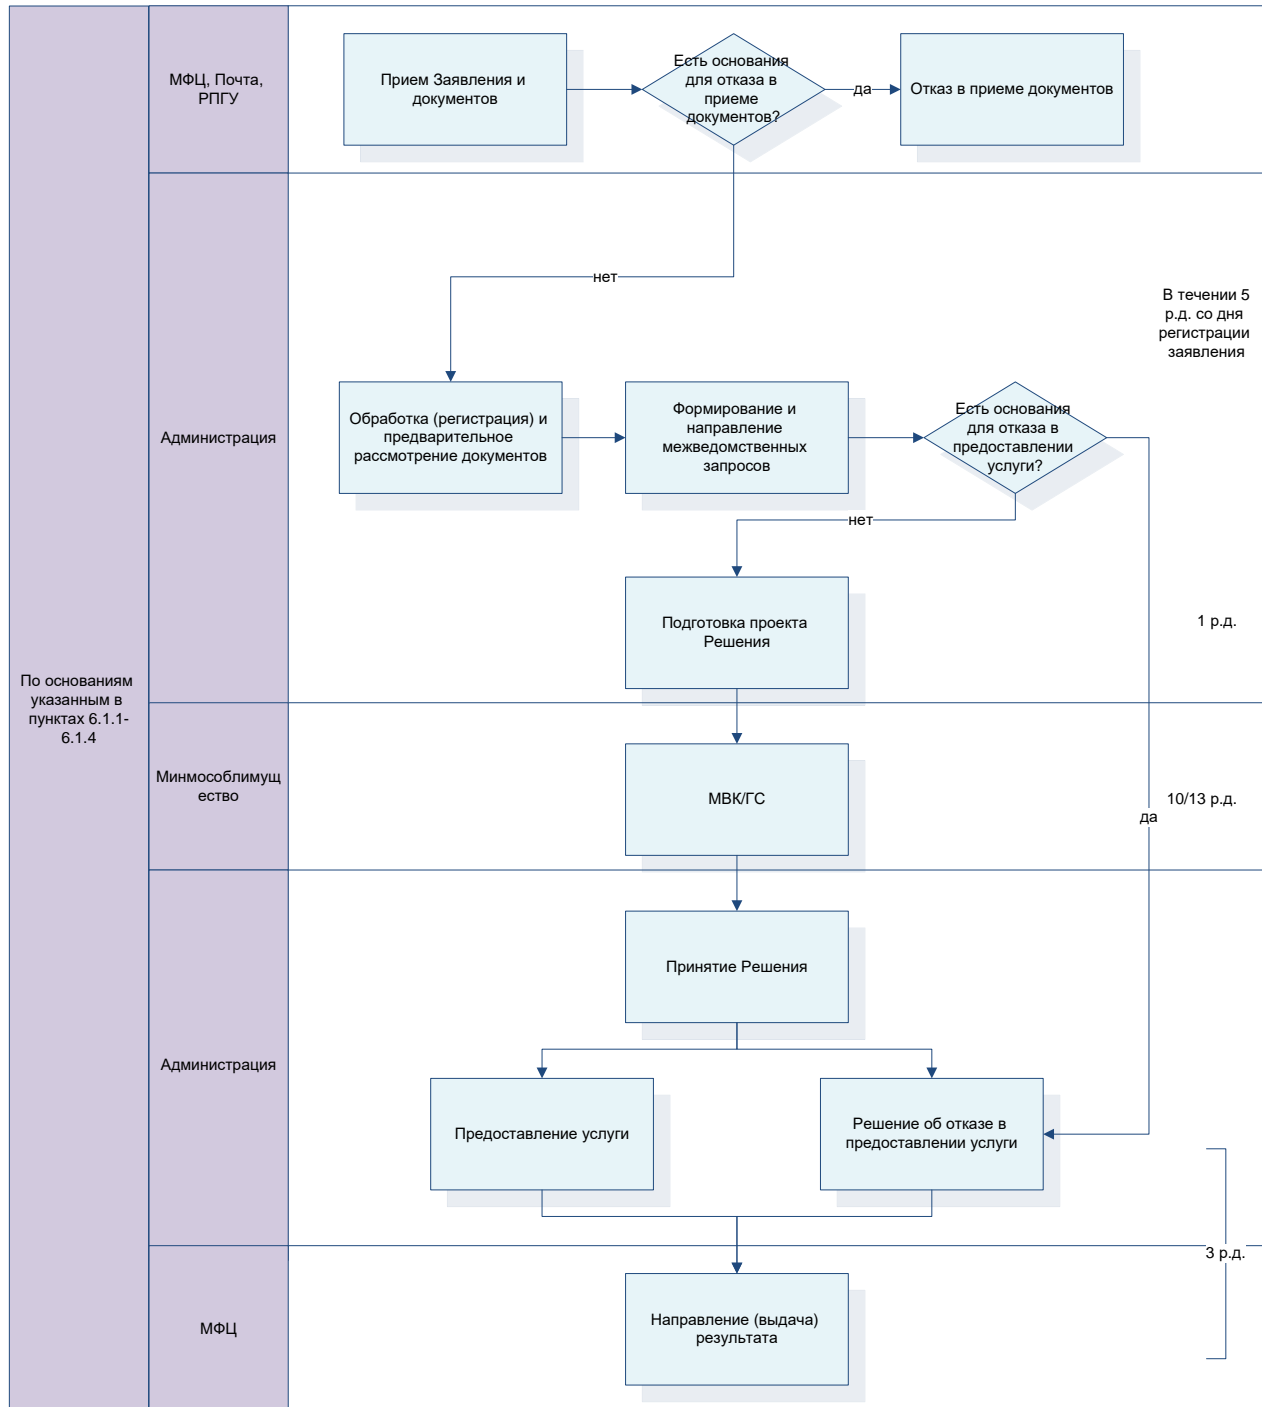 МФЦ, Почта,
РПГУ
Прием Заявления и
документов
Есть основания
для отказа в
приеме
документов?
да
Отказ в приеме документов
нет
В течении 5
р.д. со дня
регистрации
заявления
Администрация
Обработка (регистрация) и
предварительное
рассмотрение документов
Формирование и
направление
межведомственных
запросов
Есть основания
для отказа в
предоставлении
услуги?
нет
Подготовка проекта
Решения
1 р.д.
По основаниям
указанным в
пунктах 6.1.1-
6.1.4
Минмособлимущ
ество
МВК/ГС
10/13 р.д.
да
Принятие Решения
Администрация
Предоставление услуги
Решение об отказе в
предоставлении услуги
3 р.д.
МФЦ
Направление (выдача)
результата